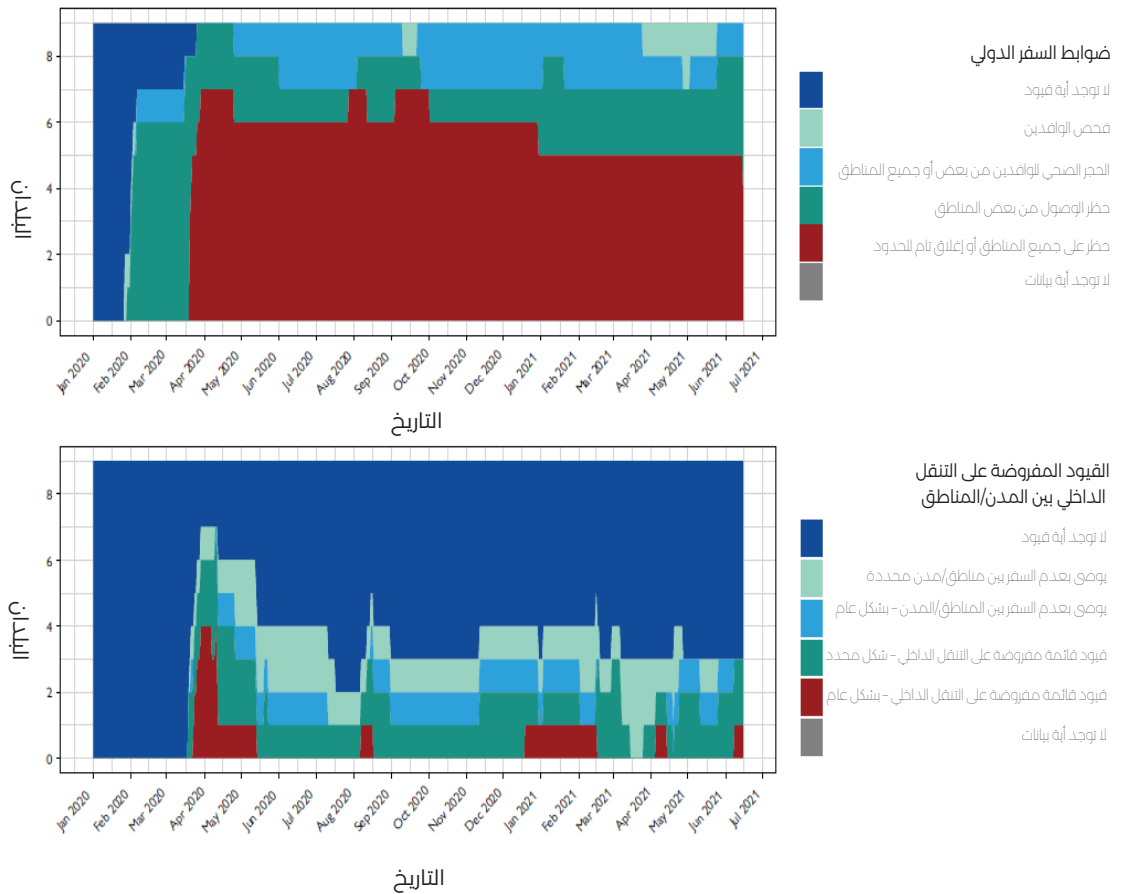 ضوابط السفر الدولي
لا توجد أية قيود
فحص الوافدين
الحجر الصحي للوافدين من بعض أو جميع المناطق
حظر الوصول من بعض المناطق
حظر على جميع المناطق أو إغلاق تام للحدود
لا توجد أية بيانات
البلدان
8
6
4
2
0
Jan 2020 Feb 2020 Mar 2020 Apr 2020 May 2020 Jun 2020 Jul 2020 Aug 2020 Sep 2020 Oct 2020 Nov 2020 Dec 2020 Jan 2021 Feb 2021 Mar 2021 Apr 2021 May 2021 Jun 2021 Jul 2021
التاريخ
القيود المفروضة على التنقل
الداخلي بين المدن/المناطق
لا توجد أية قيود
يوصى بعدم السفر بين مناطق/مدن محددة
يوصى بعدم السفر بين المناطق/المدن – بشكل عام
قيود قائمة مفروضة على التنقل الداخلي – شكل محدد
قيود قائمة مفروضة على التنقل الداخلي – بشكل عام
لا توجد أية بيانات
البلدان
8
6
4
2
0
Jan 2020 Feb 2020 Mar 2020 Apr 2020 May 2020 Jun 2020 Jul 2020 Aug 2020 Sep 2020 Oct 2020 Nov 2020 Dec 2020 Jan 2021 Feb 2021 Mar 2021 Apr 2021 May 2021 Jun 2021 Jul 2021
التاريخ